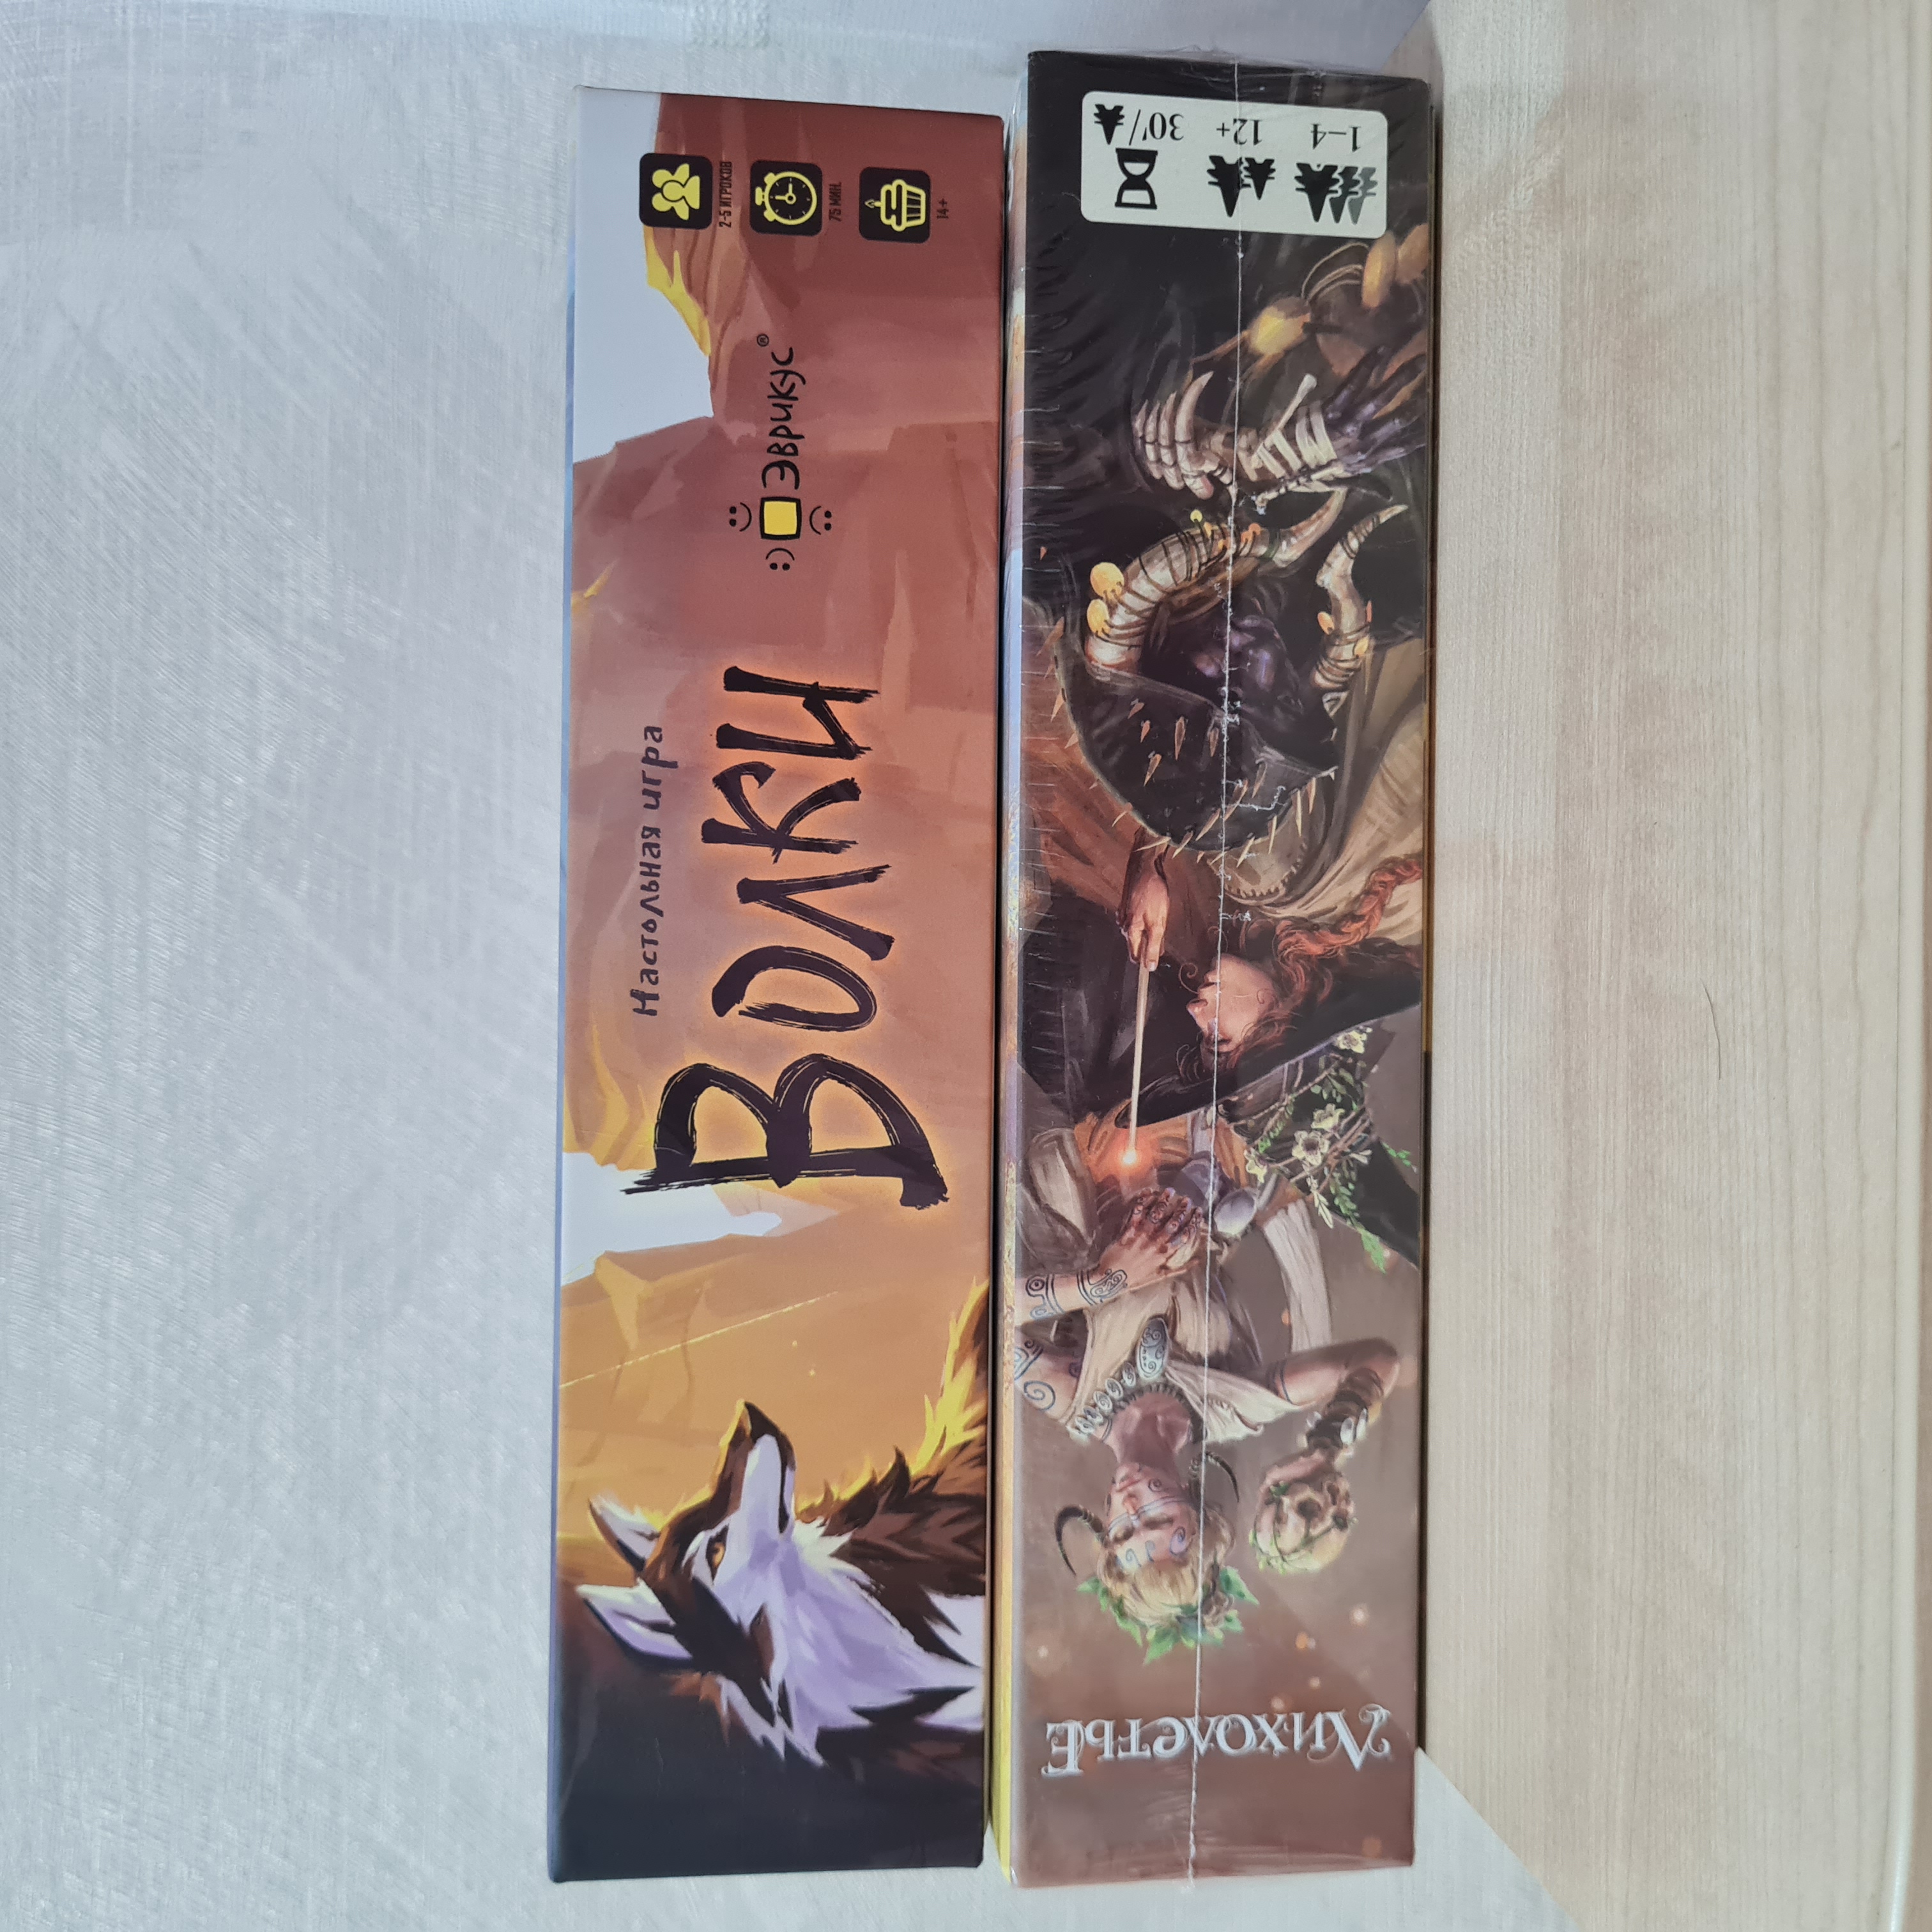 Настольная игра
Волки
:) Эврикус®
2-5 ИГРОКОВ
75 МИН.
14+
1–4
12+
30'/
Лихолетье